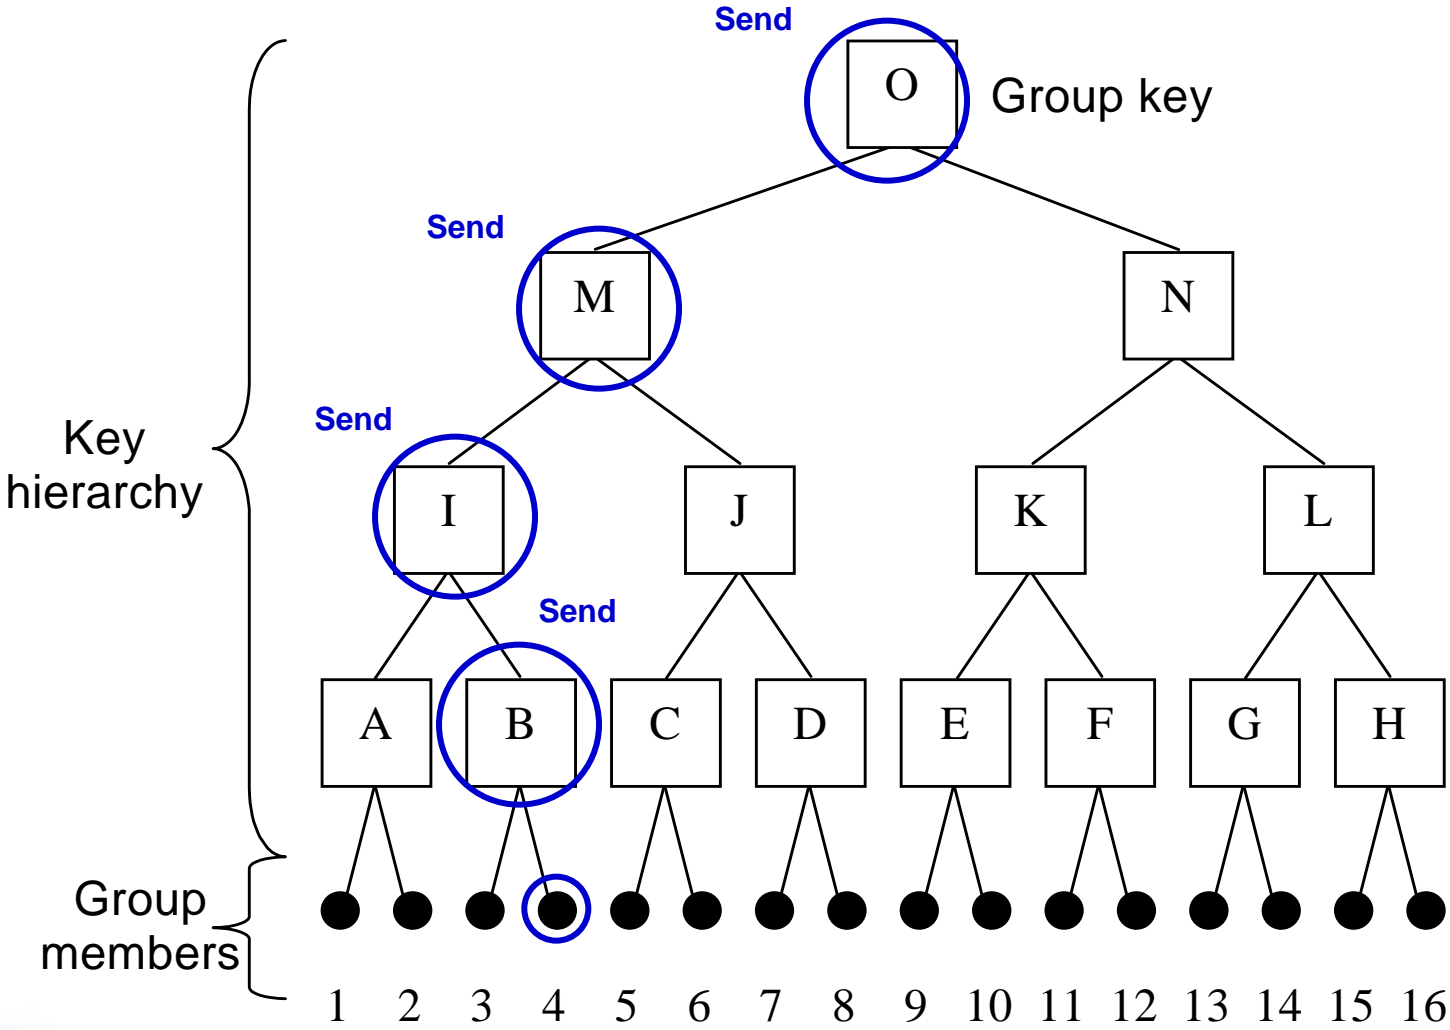 Send
O
Group key
Send
M
N
Send
Key
hierarchy
I
J
K
L
Send
A
B
C
D
E
F
G
H
Group
members
1 2 3 4 5 6 7 8 9 10 11 12 13 14 15 16